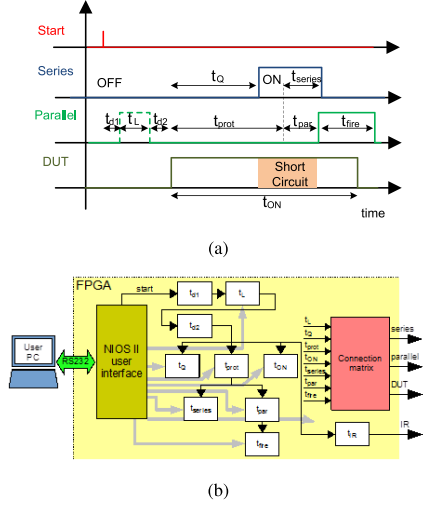 Start
Series
OFF
t_Q
ON
t_series
Parallel
t_d1
t_L
t_d2
t_prot
t_par
t_fire
DUT
Short
Circuit
t_ON
time
(a)
FPGA
start
t_d1
t_L
t_d2
User
PC
RS232
NIOS II
user
interface
t_Q
t_prot
t_ON
t_series
t_par
t_fire
t_L
t_Q
t_prot
t_ON
t_series
t_par
t_fire
Connection
matrix
series
parallel
DUT
t_IR
IR
(b)